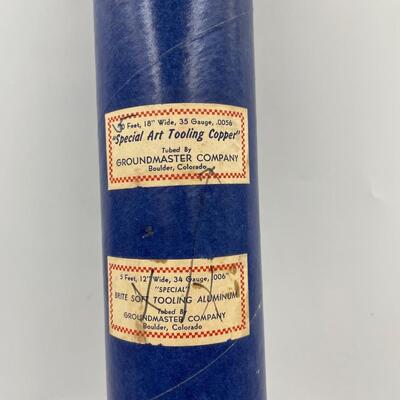 Feet, 18" Wide, 35 Gauge, .0056
"Special Art Tooling Copper"
Tubed By
GROUNDMASTER COMPANY
Boulder, Colorado
5 Feet, 12" Wide, 34 Gauge, .006"
"SPECIAL"
BRITE SOFT TOOLING ALUMINUM
Tubed By
GROUNDMASTER COMPANY
Boulder, Colorado